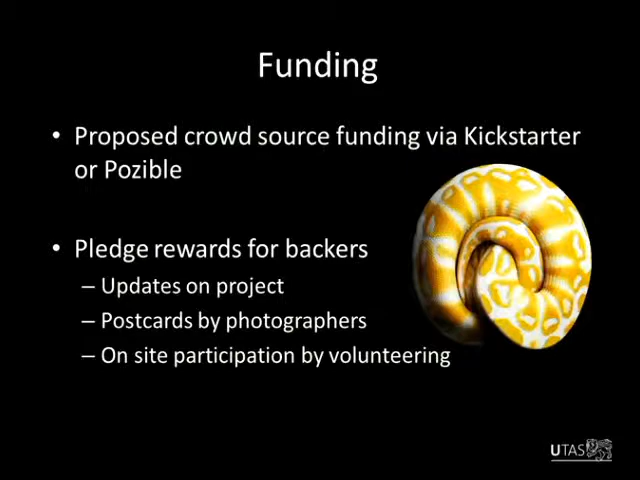 Funding
• Proposed crowd source funding via Kickstarter
or Pozible
• Pledge rewards for backers
– Updates on project
– Postcards by photographers
– On site participation by volunteering
UTAS